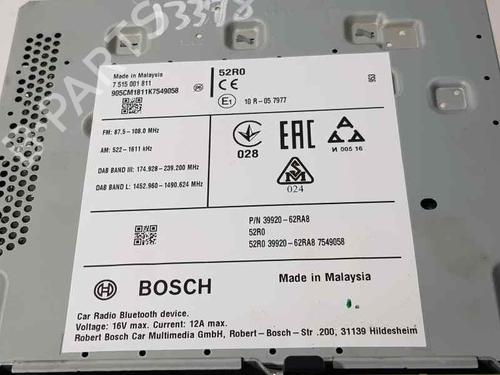 Made in Malaysia
7 515 001 811
905CM1811K7549058
FM: 87.5 - 108.0 MHz
AM: 522 - 1611 kHz
DAB BAND III: 174.928 - 239.200 MHz
DAB BAND L: 1452.960 - 1490.624 MHz
52R0
CE
E1 10 R - 05 7977
028
EAC
И 005 16
SM
024
P/N 39920 - 62RA8
52R0
52R0 39920 - 62RA8 7549058
BOSCH
Made in Malaysia
Car Radio Bluetooth device.
Voltage: 16V max. Current: 12A max.
Robert Bosch Car Multimedia GmbH, Robert - Bosch - Str .200, 31139 Hildesheim